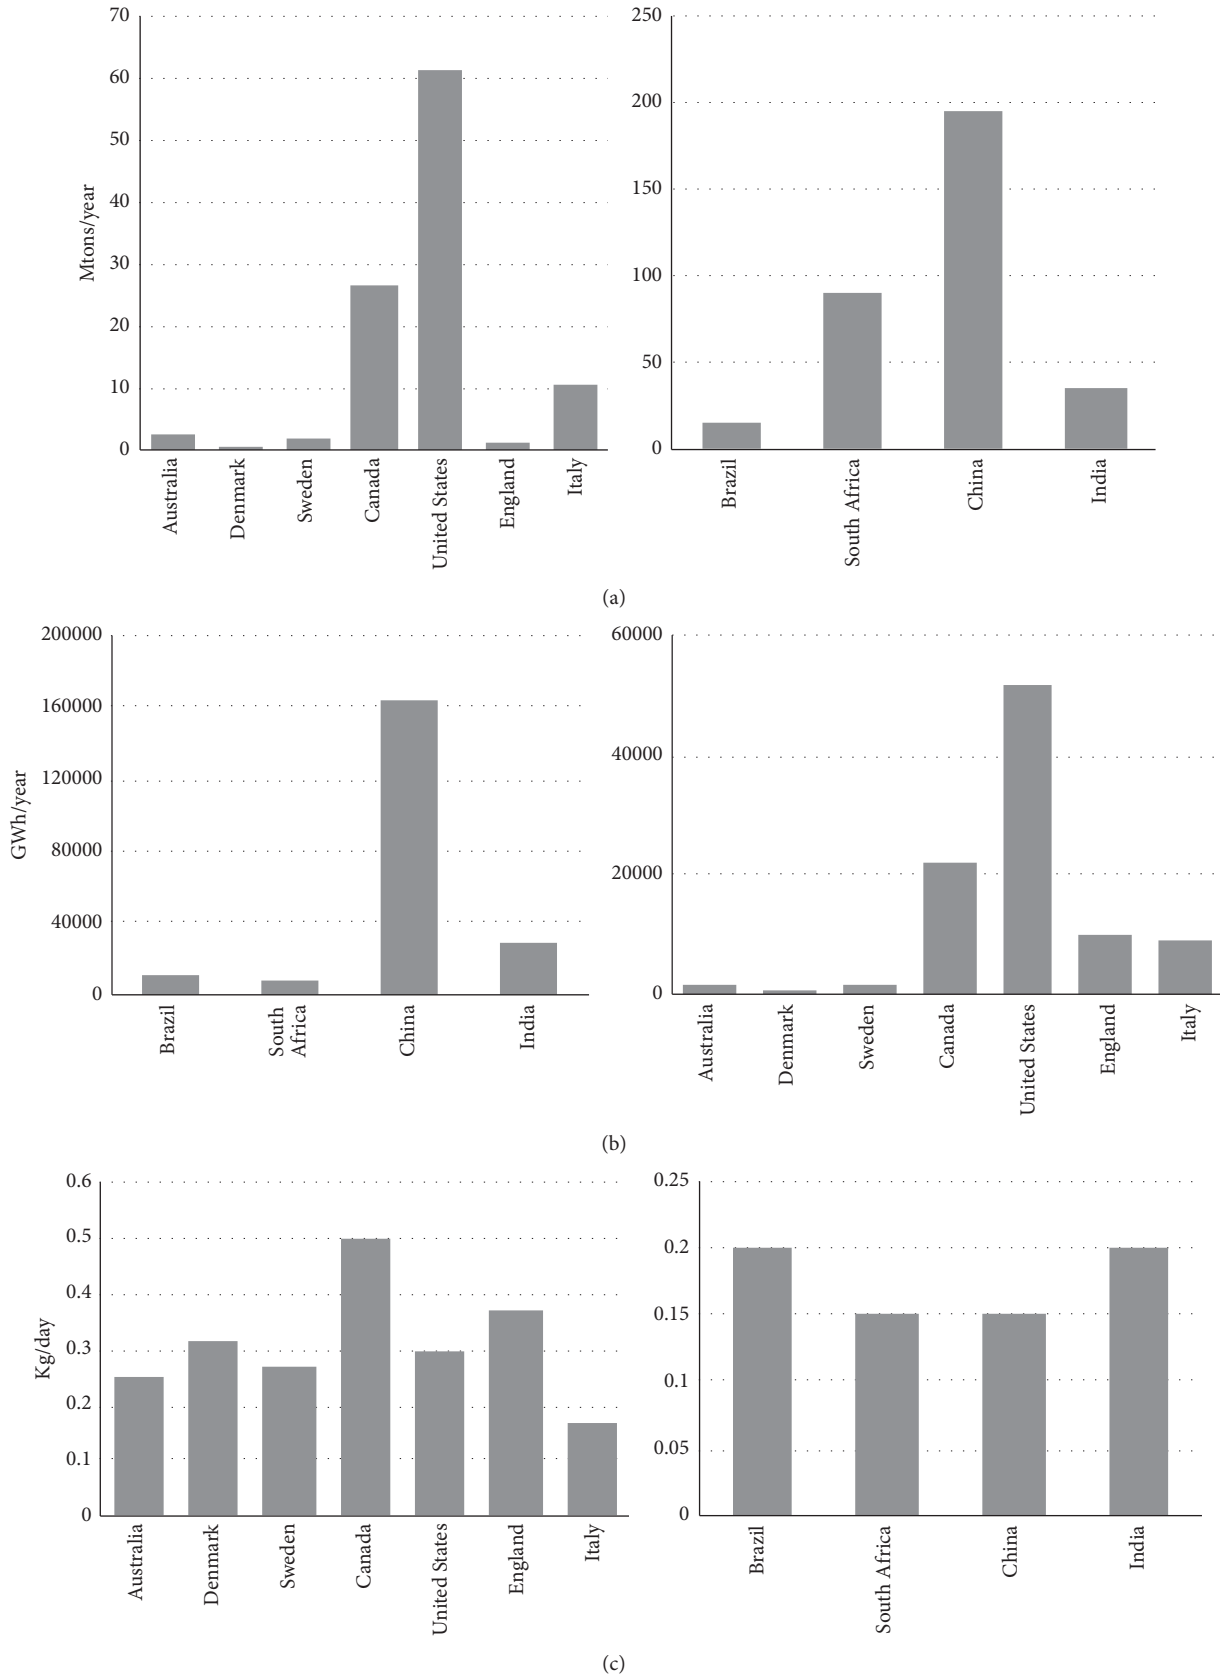 70
60
50
40
30
20
10
0
Mtons/year
Australia
Denmark
Sweden
Canada
United States
England
Italy
250
200
150
100
50
0
Brazil
South Africa
China
India
(a)
200000
160000
120000
80000
40000
0
GWh/year
Brazil
South
Africa
China
India
60000
40000
20000
0
Australia
Denmark
Sweden
Canada
United States
England
Italy
(b)
0.6
0.5
0.4
0.3
0.2
0.1
0
Kg/day
Australia
Denmark
Sweden
Canada
United States
England
Italy
0.25
0.2
0.15
0.1
0.05
0
Brazil
South Africa
China
India
(c)